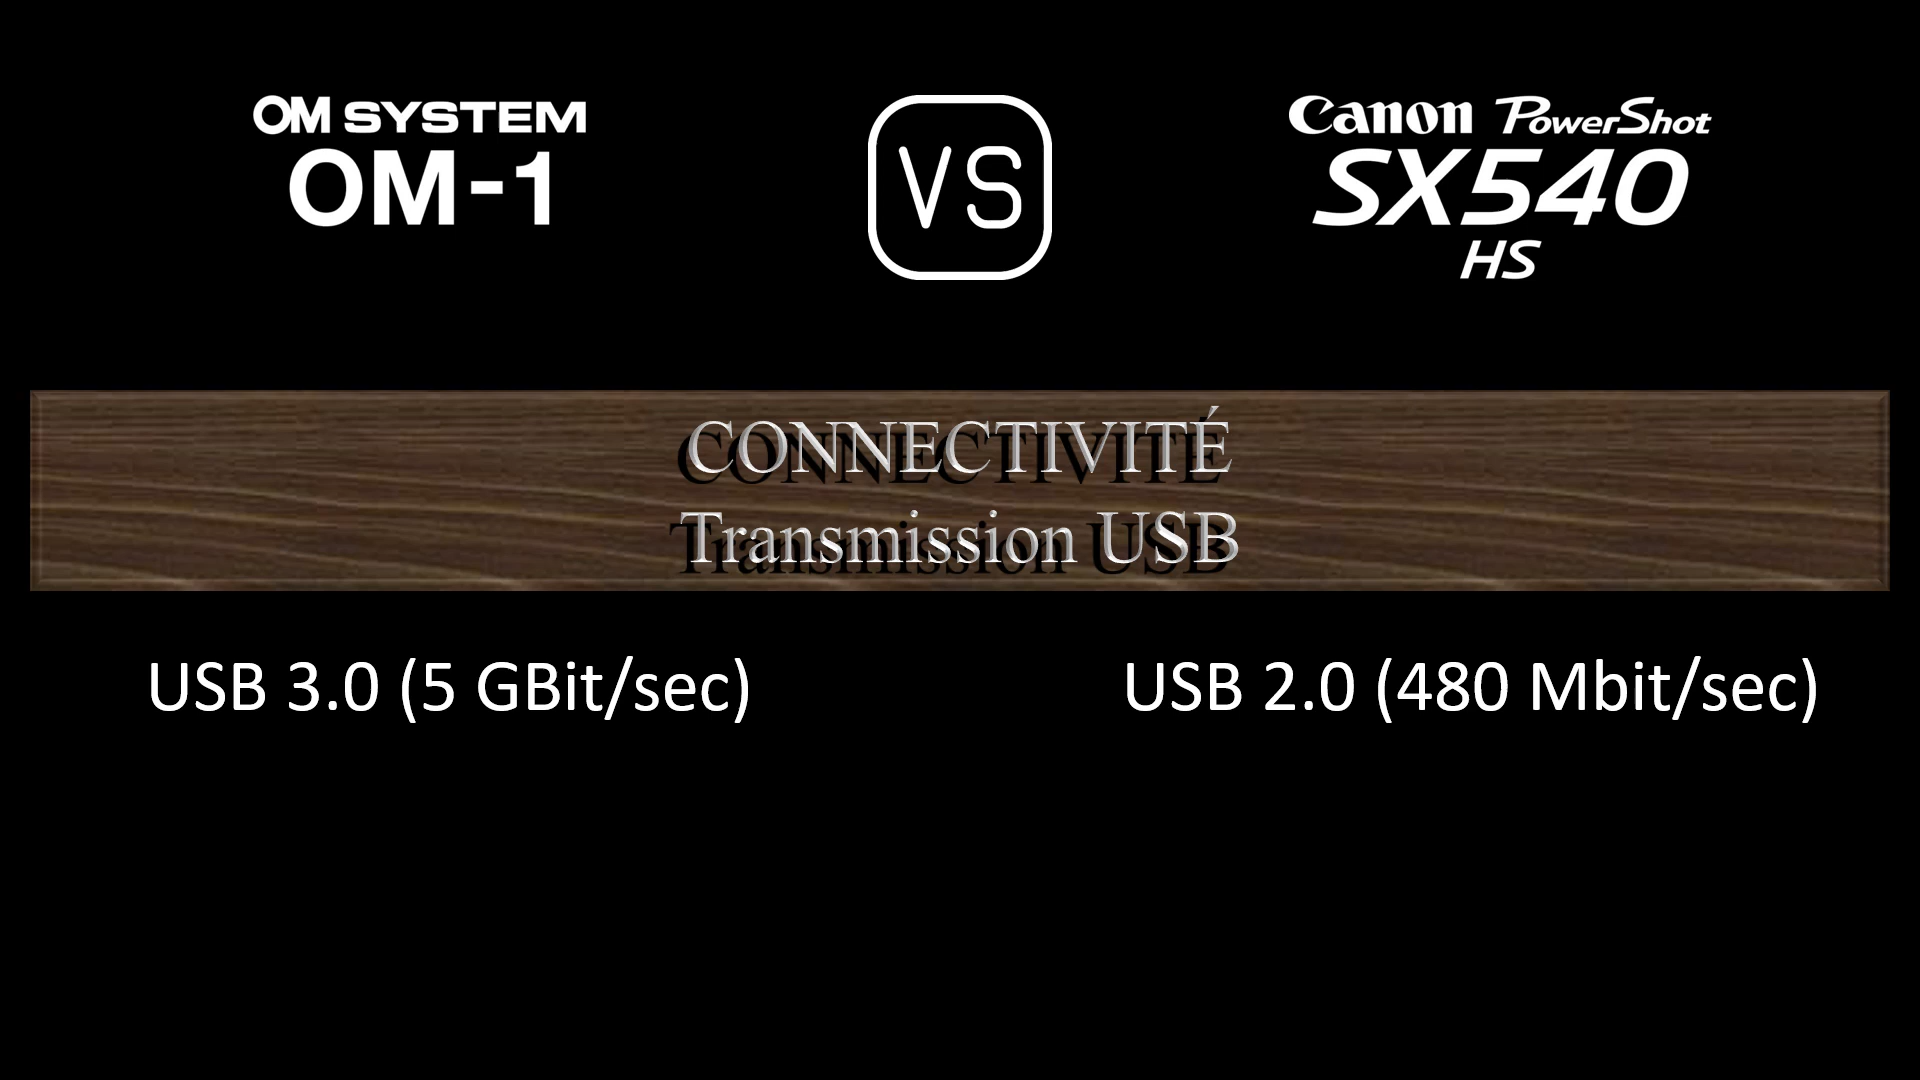 OM SYSTEM
OM-1
VS
Canon PowerShot
SX540
HS
CONNECTIVITÉ
Transmission USB
USB 3.0 (5 GBit/sec)
USB 2.0 (480 Mbit/sec)